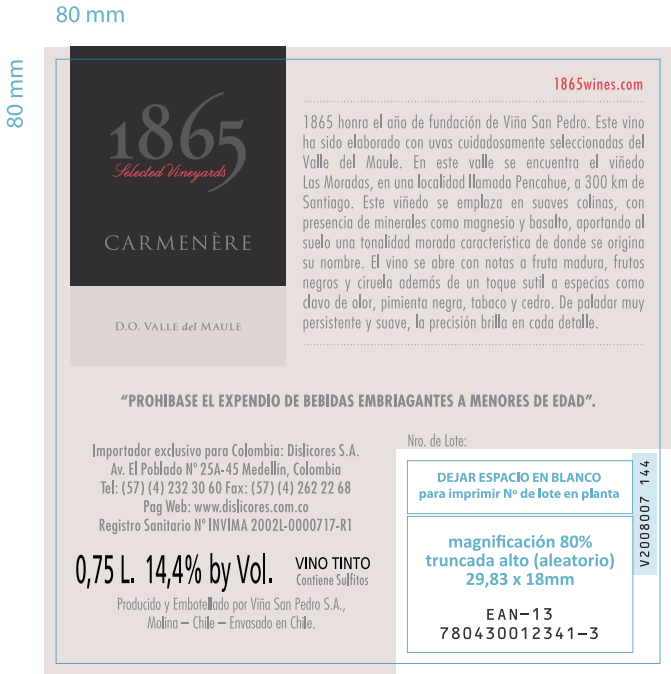 80 mm
80 mm
1865
Selected Vineyards
CARMENÈRE
D.O. VALLE del MAULE
1865wines.com
1865 honra el año de fundación de Viña San Pedro. Este vino
ha sido elaborado con uvas cuidadosamente seleccionadas del
Valle del Maule. En este valle se encuentra el viñedo
Las Moradas, en una localidad llamada Pencahue, a 300 km de
Santiago. Este viñedo se emplaza en suaves colinas, con
presencia de minerales como magnesio y basalto, aportando al
suelo una tonalidad morada característica de donde se origina
su nombre. El vino se abre con notas a fruta madura, frutos
negros y ciruela además de un toque sutil a especias como
clavo de olor, pimienta negra, tabaco y cedro. De paladar muy
persistente y suave, la precisión brilla en cada detalle.
“PROHIBASE EL EXPENDIO DE BEBIDAS EMBRIAGANTES A MENORES DE EDAD”.
Importador exclusivo para Colombia: Dislicores S.A.
Av. El Poblado N° 25A-45 Medellín, Colombia
Tel: (57) (4) 232 30 60 Fax: (57) (4) 262 22 68
Pag Web: www.dislicores.com.co
Registro Sanitario N° INVIMA 2002L-0000717-R1
0,75 L. 14,4% by Vol.
VINO TINTO
Contiene Sulfitos
Producido y Embotellado por Viña San Pedro S.A.,
Molina – Chile – Envasado en Chile.
Nro. de Lote:
DEJAR ESPACIO EN BLANCO
para imprimir Nº de lote en planta
V2008007 144
magnificación 80%
truncada alto (aleatorio)
29,83 x 18mm
EAN-13
780430012341-3